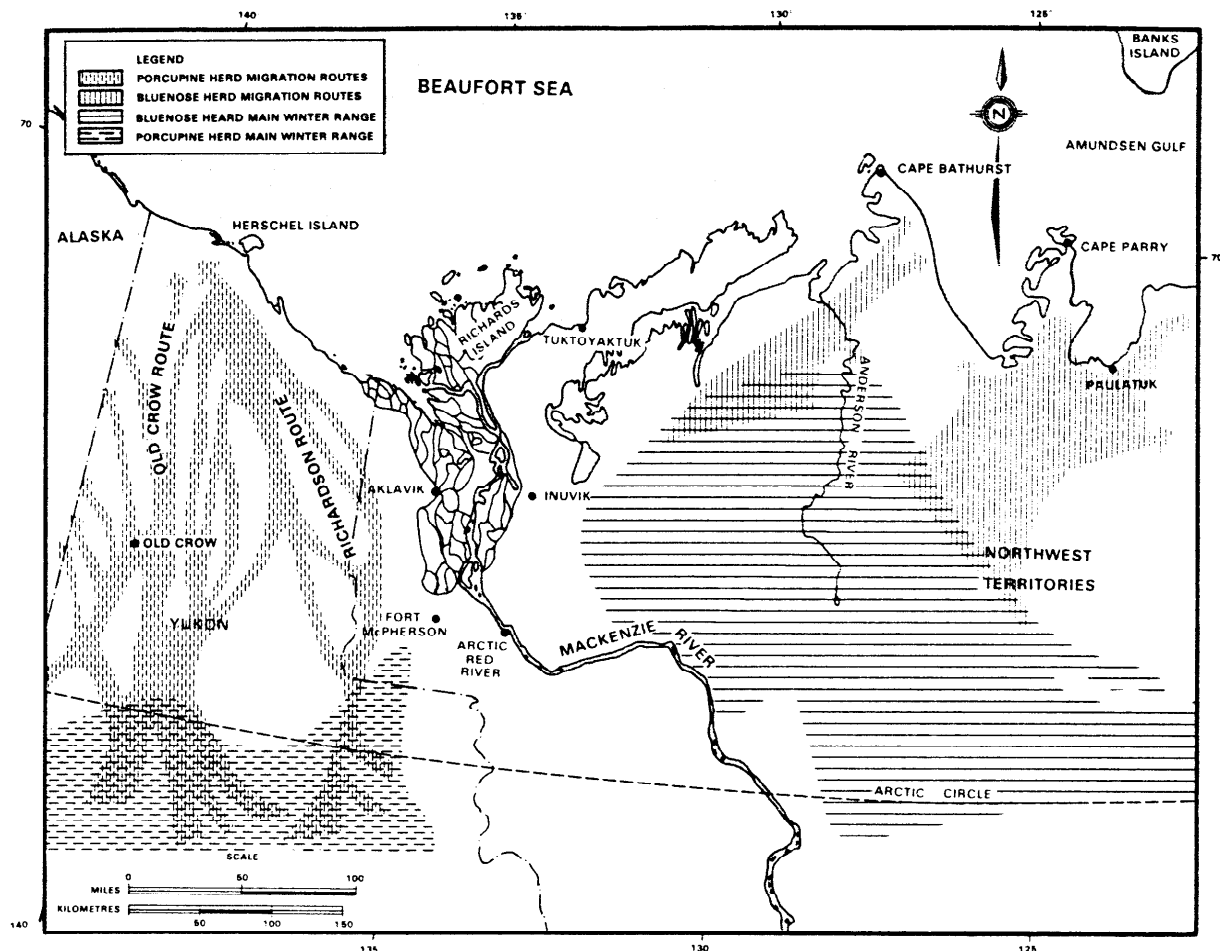 140
135
130
125
LEGEND
PORCUPINE HERD MIGRATION ROUTES
BLUENOSE HERD MIGRATION ROUTES
BLUENOSE HEARD MAIN WINTER RANGE
PORCUPINE HERD MAIN WINTER RANGE
BANKS
ISLAND
BEAUFORT SEA
70
N
AMUNDSEN GULF
CAPE BATHURST
ALASKA
HERSCHEL ISLAND
CAPE PARRY
70
RICHARDS
ISLAND
TUKTOYAKTUK
PAULATUK
OLD CROW ROUTE
RICHARDSON ROUTE
ANDERSON RIVER
AKLAVIK
INUVIK
OLD CROW
NORTHWEST
TERRITORIES
YUKON
FORT
McPHERSON
ARCTIC
RED
RIVER
MACKENZIE RIVER
ARCTIC CIRCLE
SCALE
MILES
0
50
100
KILOMETRES
50
100
150
140
135
130
125